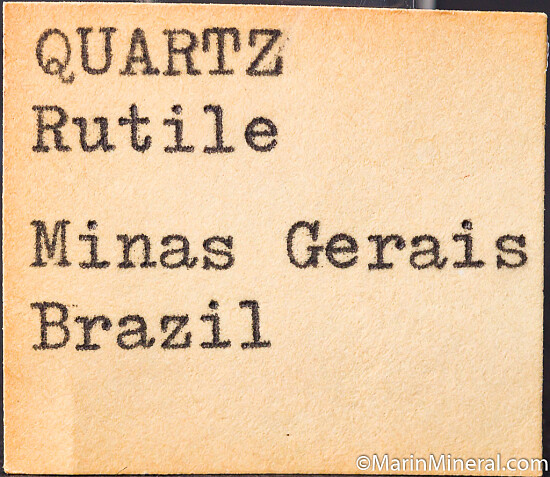 QUARTZ
Rutile
Minas Gerais
Brazil
©MarinMineral.com